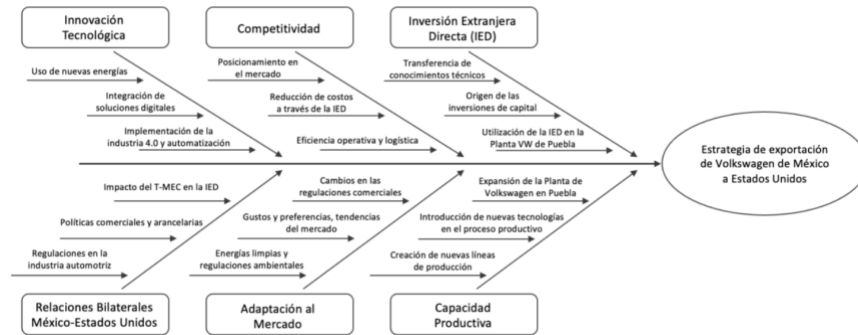 Innovación
Tecnológica
Competitividad
Inversión Extranjera
Directa (IED)
Uso de nuevas energías
Integración de
soluciones digitales
Implementación de la
industria 4.0 y automatización
Posicionamiento en
el mercado
Reducción de costos
a través de la IED
Eficiencia operativa y logística
Transferencia de
conocimientos técnicos
Origen de las
inversiones de capital
Utilización de la IED en la
Planta VW de Puebla
Estrategia de exportación
de Volkswagen de México
a Estados Unidos
Impacto del T-MEC en la IED
Políticas comerciales y arancelarias
Regulaciones en la
industria automotriz
Cambios en las
regulaciones comerciales
Gustos y preferencias, tendencias
del mercado
Energías limpias y
regulaciones ambientales
Expansión de la Planta de
Volkswagen en Puebla
Introducción de nuevas tecnologías
en el proceso productivo
Creación de nuevas líneas
de producción
Relaciones Bilaterales
México-Estados Unidos
Adaptación al
Mercado
Capacidad
Productiva